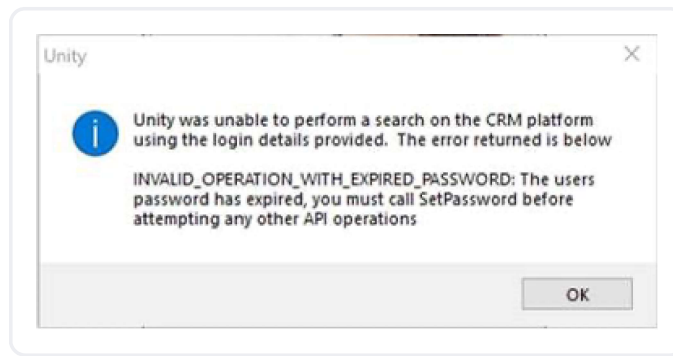 Unity
Unity was unable to perform a search on the CRM platform
using the login details provided.  The error returned is below
INVALID_OPERATION_WITH_EXPIRED_PASSWORD: The users
password has expired, you must call SetPassword before
attempting any other API operations
OK